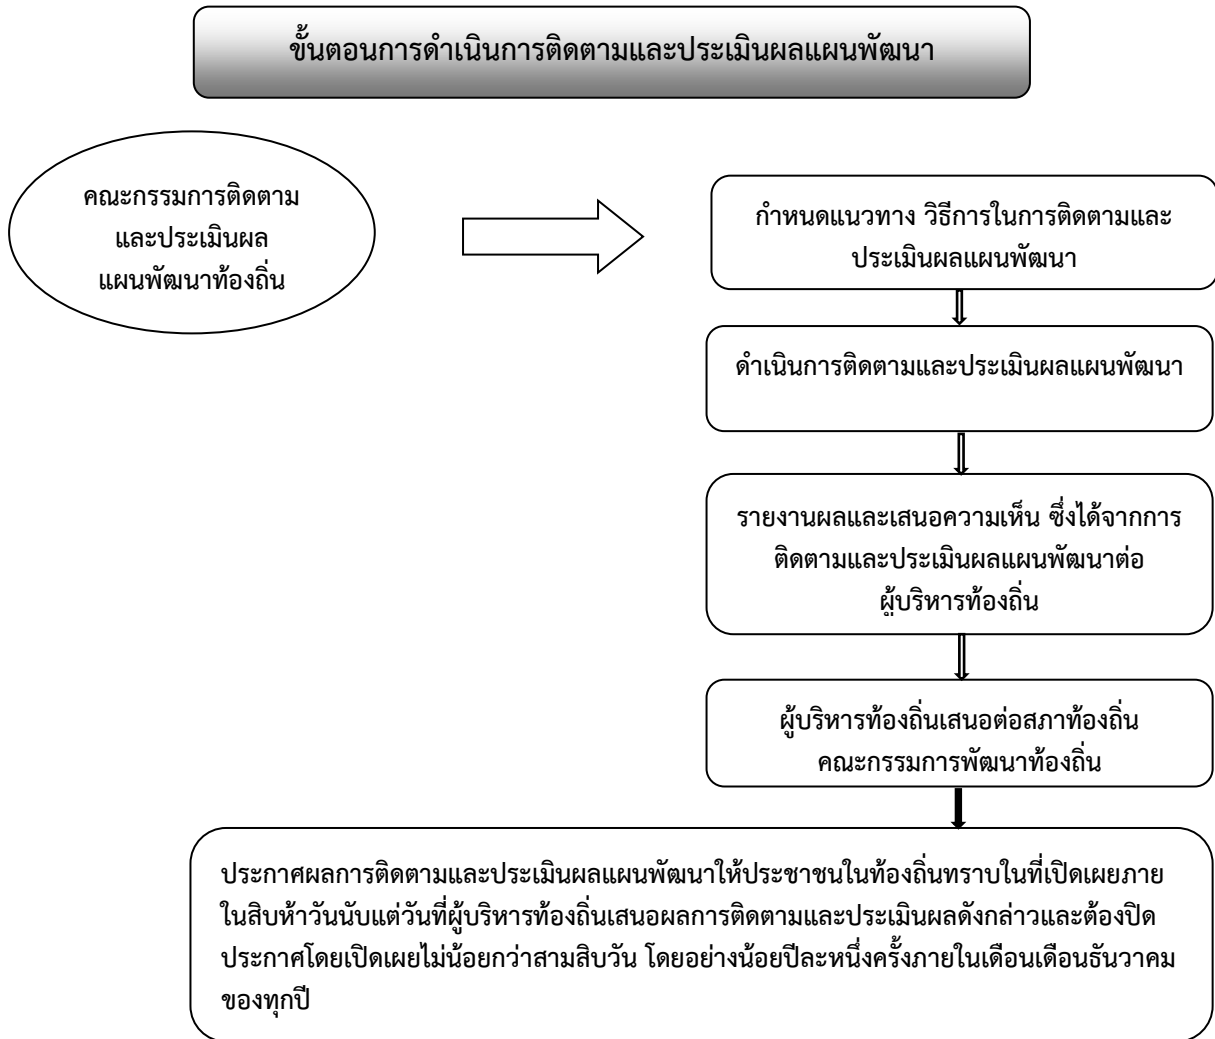 ขั้นตอนการดำเนินการติดตามและประเมินผลแผนพัฒนา
คณะกรรมการติดตาม
และประเมินผล
แผนพัฒนาท้องถิ่น
กำหนดแนวทาง วิธีการในการติดตามและ
ประเมินผลแผนพัฒนา
ดำเนินการติดตามและประเมินผลแผนพัฒนา
รายงานผลและเสนอความเห็น ซึ่งได้จากการ
ติดตามและประเมินผลแผนพัฒนาต่อ
ผู้บริหารท้องถิ่น
ผู้บริหารท้องถิ่นเสนอต่อสภาท้องถิ่น
คณะกรรมการพัฒนาท้องถิ่น
ประกาศผลการติดตามและประเมินผลแผนพัฒนาให้ประชาชนในท้องถิ่นทราบในที่เปิดเผยภาย
ในสิบห้าวันนับแต่วันที่ผู้บริหารท้องถิ่นเสนอผลการติดตามและประเมินผลดังกล่าวและต้องปิด
ประกาศโดยเปิดเผยไม่น้อยกว่าสามสิบวัน โดยอย่างน้อยปีละหนึ่งครั้งภายในเดือนเดือนธันวาคม
ของทุกปี